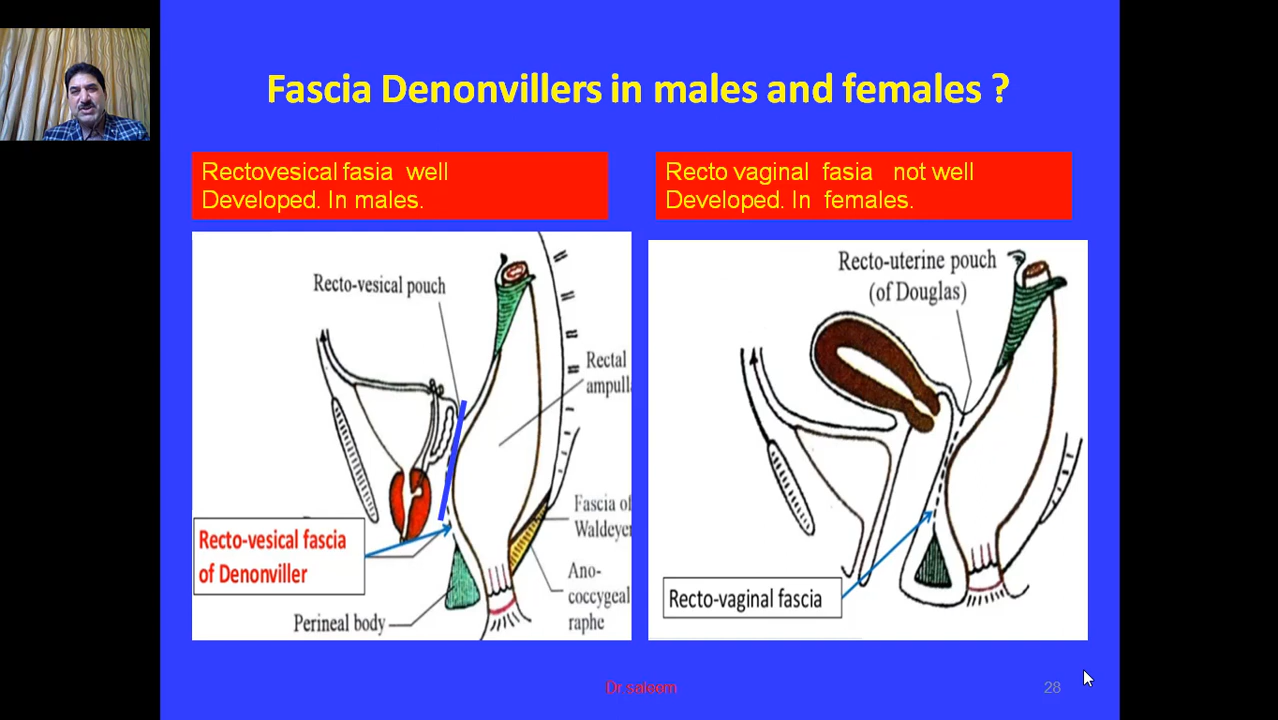 Fascia Denonvillers in males and females ?
Rectovesical fasia well
Developed. In males.
Recto vaginal fasia not well
Developed. In females.
Recto-vesical pouch
Rectal
ampulla
Fascia of
Waldeyer
Ano-
coccygeal
raphe
Recto-vesical fascia
of Denonviller
Perineal body
Recto-uterine pouch
(of Douglas)
Recto-vaginal fascia
Dr.saleem
28